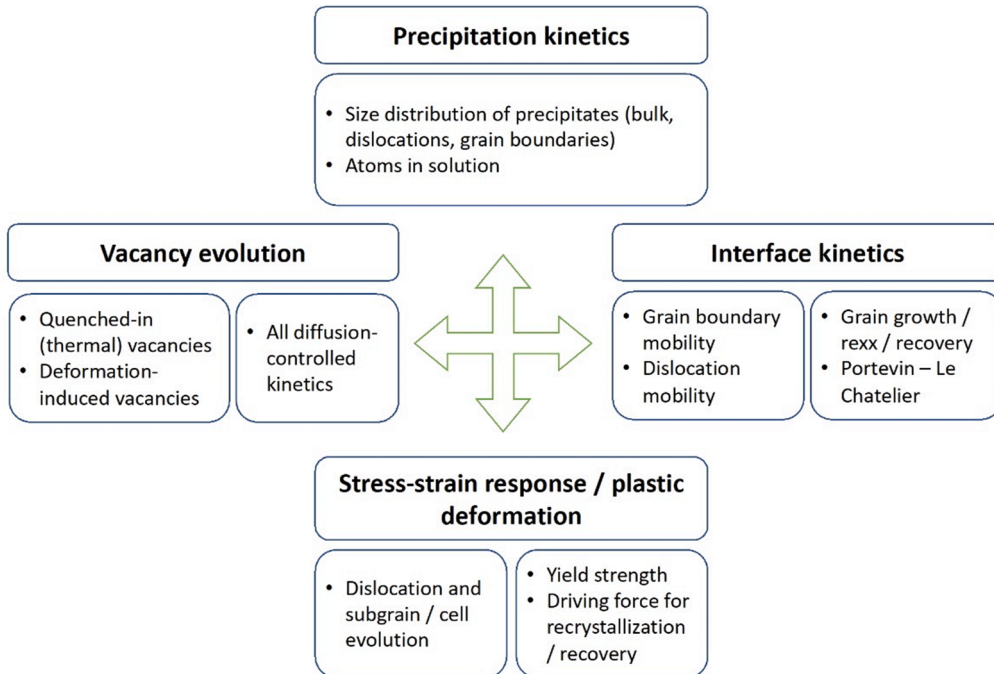 Precipitation kinetics
• Size distribution of precipitates (bulk,
dislocations, grain boundaries)
• Atoms in solution
Vacancy evolution
• Quenched-in
(thermal) vacancies
• Deformation-
induced vacancies
• All diffusion-
controlled
kinetics
Interface kinetics
• Grain boundary
mobility
• Dislocation
mobility
• Grain growth /
rexx / recovery
• Portevin – Le
Chatelier
Stress-strain response / plastic
deformation
• Dislocation and
subgrain / cell
evolution
• Yield strength
• Driving force for
recrystallization
/ recovery